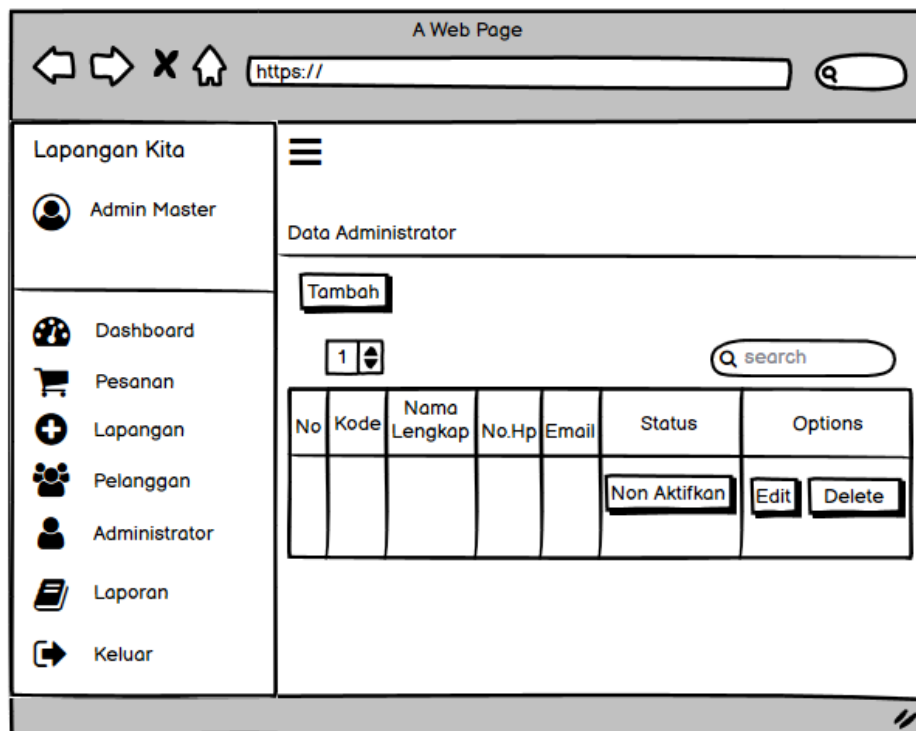 A Web Page
https://
Lapangan Kita
Admin Master
Dashboard
Pesanan
Lapangan
Pelanggan
Administrator
Laporan
Keluar
Data Administrator
Tambah
1
search
No Kode Nama Lengkap No.Hp Email Status Options
Non Aktifkan Edit Delete